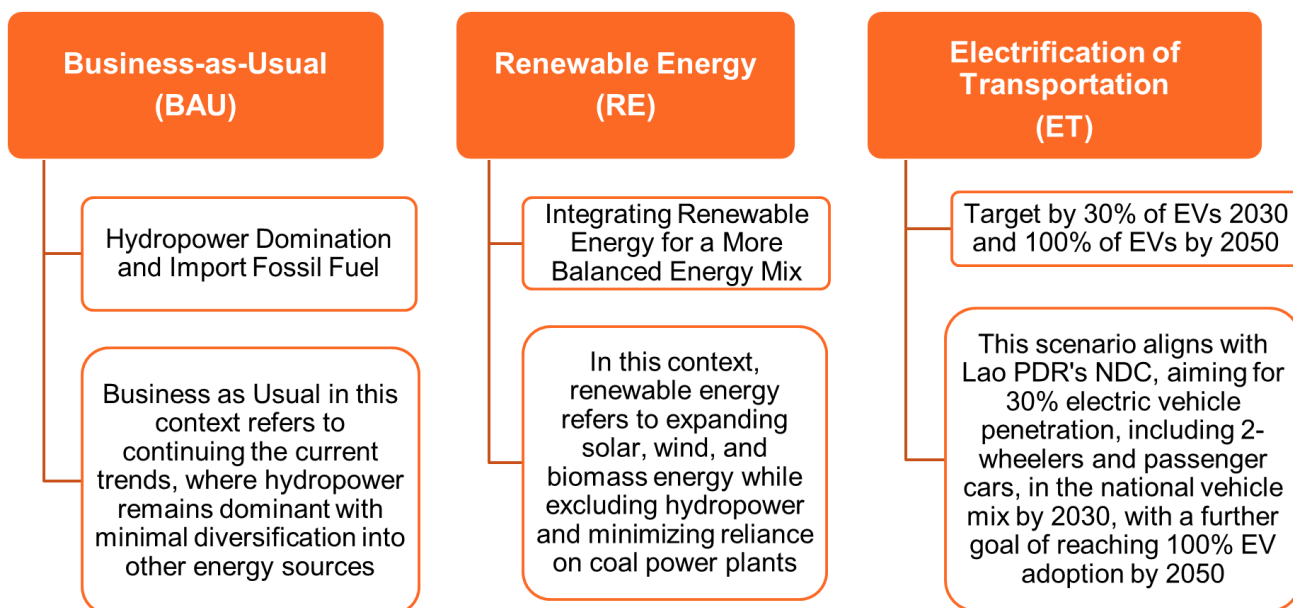 Business-as-Usual
(BAU)
Hydropower Domination
and Import Fossil Fuel
Business as Usual in this
context refers to
continuing the current
trends, where hydropower
remains dominant with
minimal diversification into
other energy sources
Renewable Energy
(RE)
Integrating Renewable
Energy for a More
Balanced Energy Mix
In this context,
renewable energy
refers to expanding
solar, wind, and
biomass energy while
excluding hydropower
and minimizing reliance
on coal power plants
Electrification of
Transportation
(ET)
Target by 30% of EVs 2030
and 100% of EVs by 2050
This scenario aligns with
Lao PDR's NDC, aiming for
30% electric vehicle
penetration, including 2-
wheelers and passenger
cars, in the national vehicle
mix by 2030, with a further
goal of reaching 100% EV
adoption by 2050